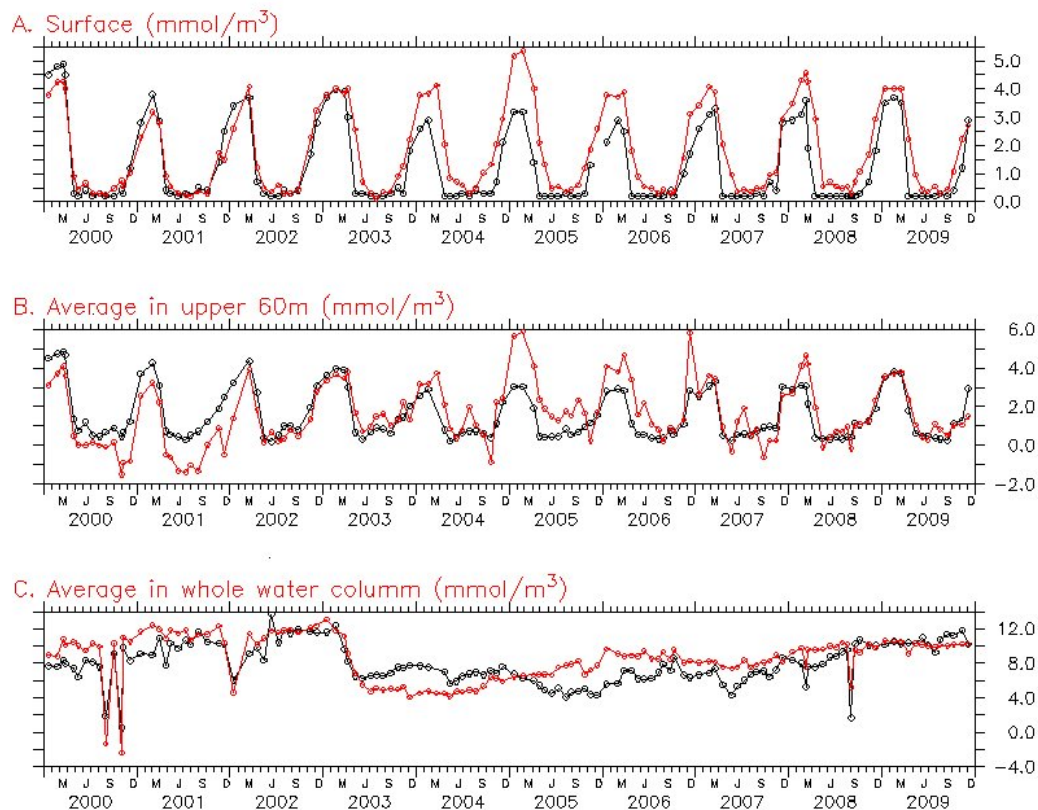 A. Surface (mmol/m³)
5.0
4.0
3.0
2.0
1.0
0.0
M J S D M J S D M J S D M J S D M J S D M J S D M J S D M J S D M J S D M J S D
2000 2001 2002 2003 2004 2005 2006 2007 2008 2009
B. Average in upper 60m (mmol/m³)
6.0
4.0
2.0
0.0
−2.0
M J S D M J S D M J S D M J S D M J S D M J S D M J S D M J S D M J S D M J S D
2000 2001 2002 2003 2004 2005 2006 2007 2008 2009
C. Average in whole water columm (mmol/m³)
12.0
8.0
4.0
0.0
−4.0
M J S D M J S D M J S D M J S D M J S D M J S D M J S D M J S D M J S D M J S D
2000 2001 2002 2003 2004 2005 2006 2007 2008 2009